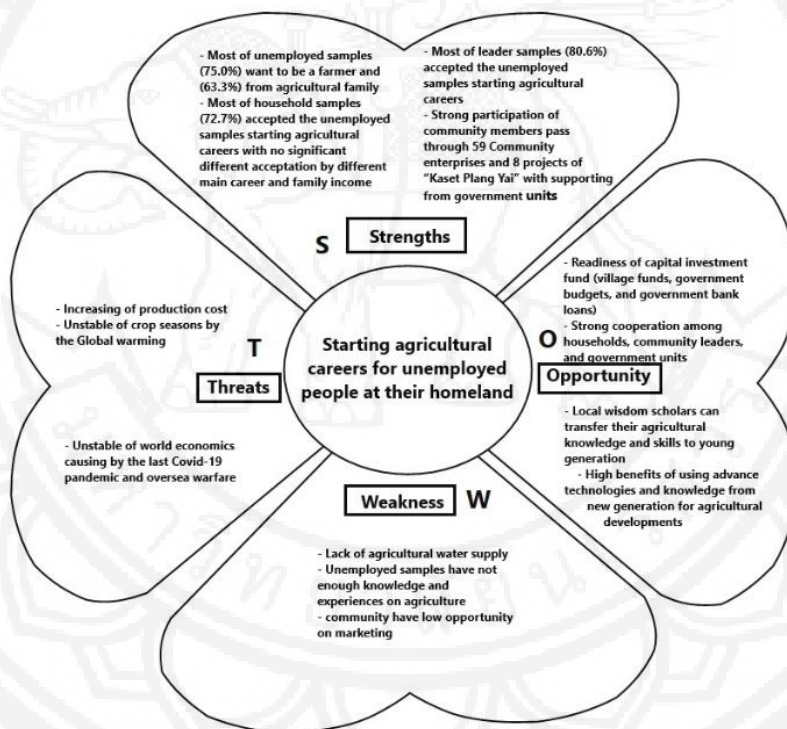 - Most of unemployed samples
(75.0%) want to be a farmer and
(63.3%) from agricultural family
- Most of household samples
(72.7%) accepted the unemployed
samples starting agricultural
careers with no significant
different acceptation by different
main career and family income
- Most of leader samples (80.6%)
accepted the unemployed
samples starting agricultural
careers
- Strong participation of
community members pass
through 59 Community
enterprises and 8 projects of
"Kaset Plang Yai" with supporting
from government units
S Strengths
- Increasing of production cost
- Unstable of crop seasons by
the Global warming
T
Threats
- Unstable of world economics
causing by the last Covid-19
pandemic and oversea warfare
Starting agricultural
careers for unemployed
people at their homeland
- Readiness of capital investment
fund (village funds, government
budgets, and government bank
loans)
- Strong cooperation among
households, community leaders,
and government units
O
Opportunity
- Local wisdom scholars can
transfer their agricultural
knowledge and skills to young
generation
- High benefits of using advance
technologies and knowledge from
new generation for agricultural
developments
Weakness W
- Lack of agricultural water supply
- Unemployed samples have not
enough knowledge and
experiences on agriculture
- community have low opportunity
on marketing